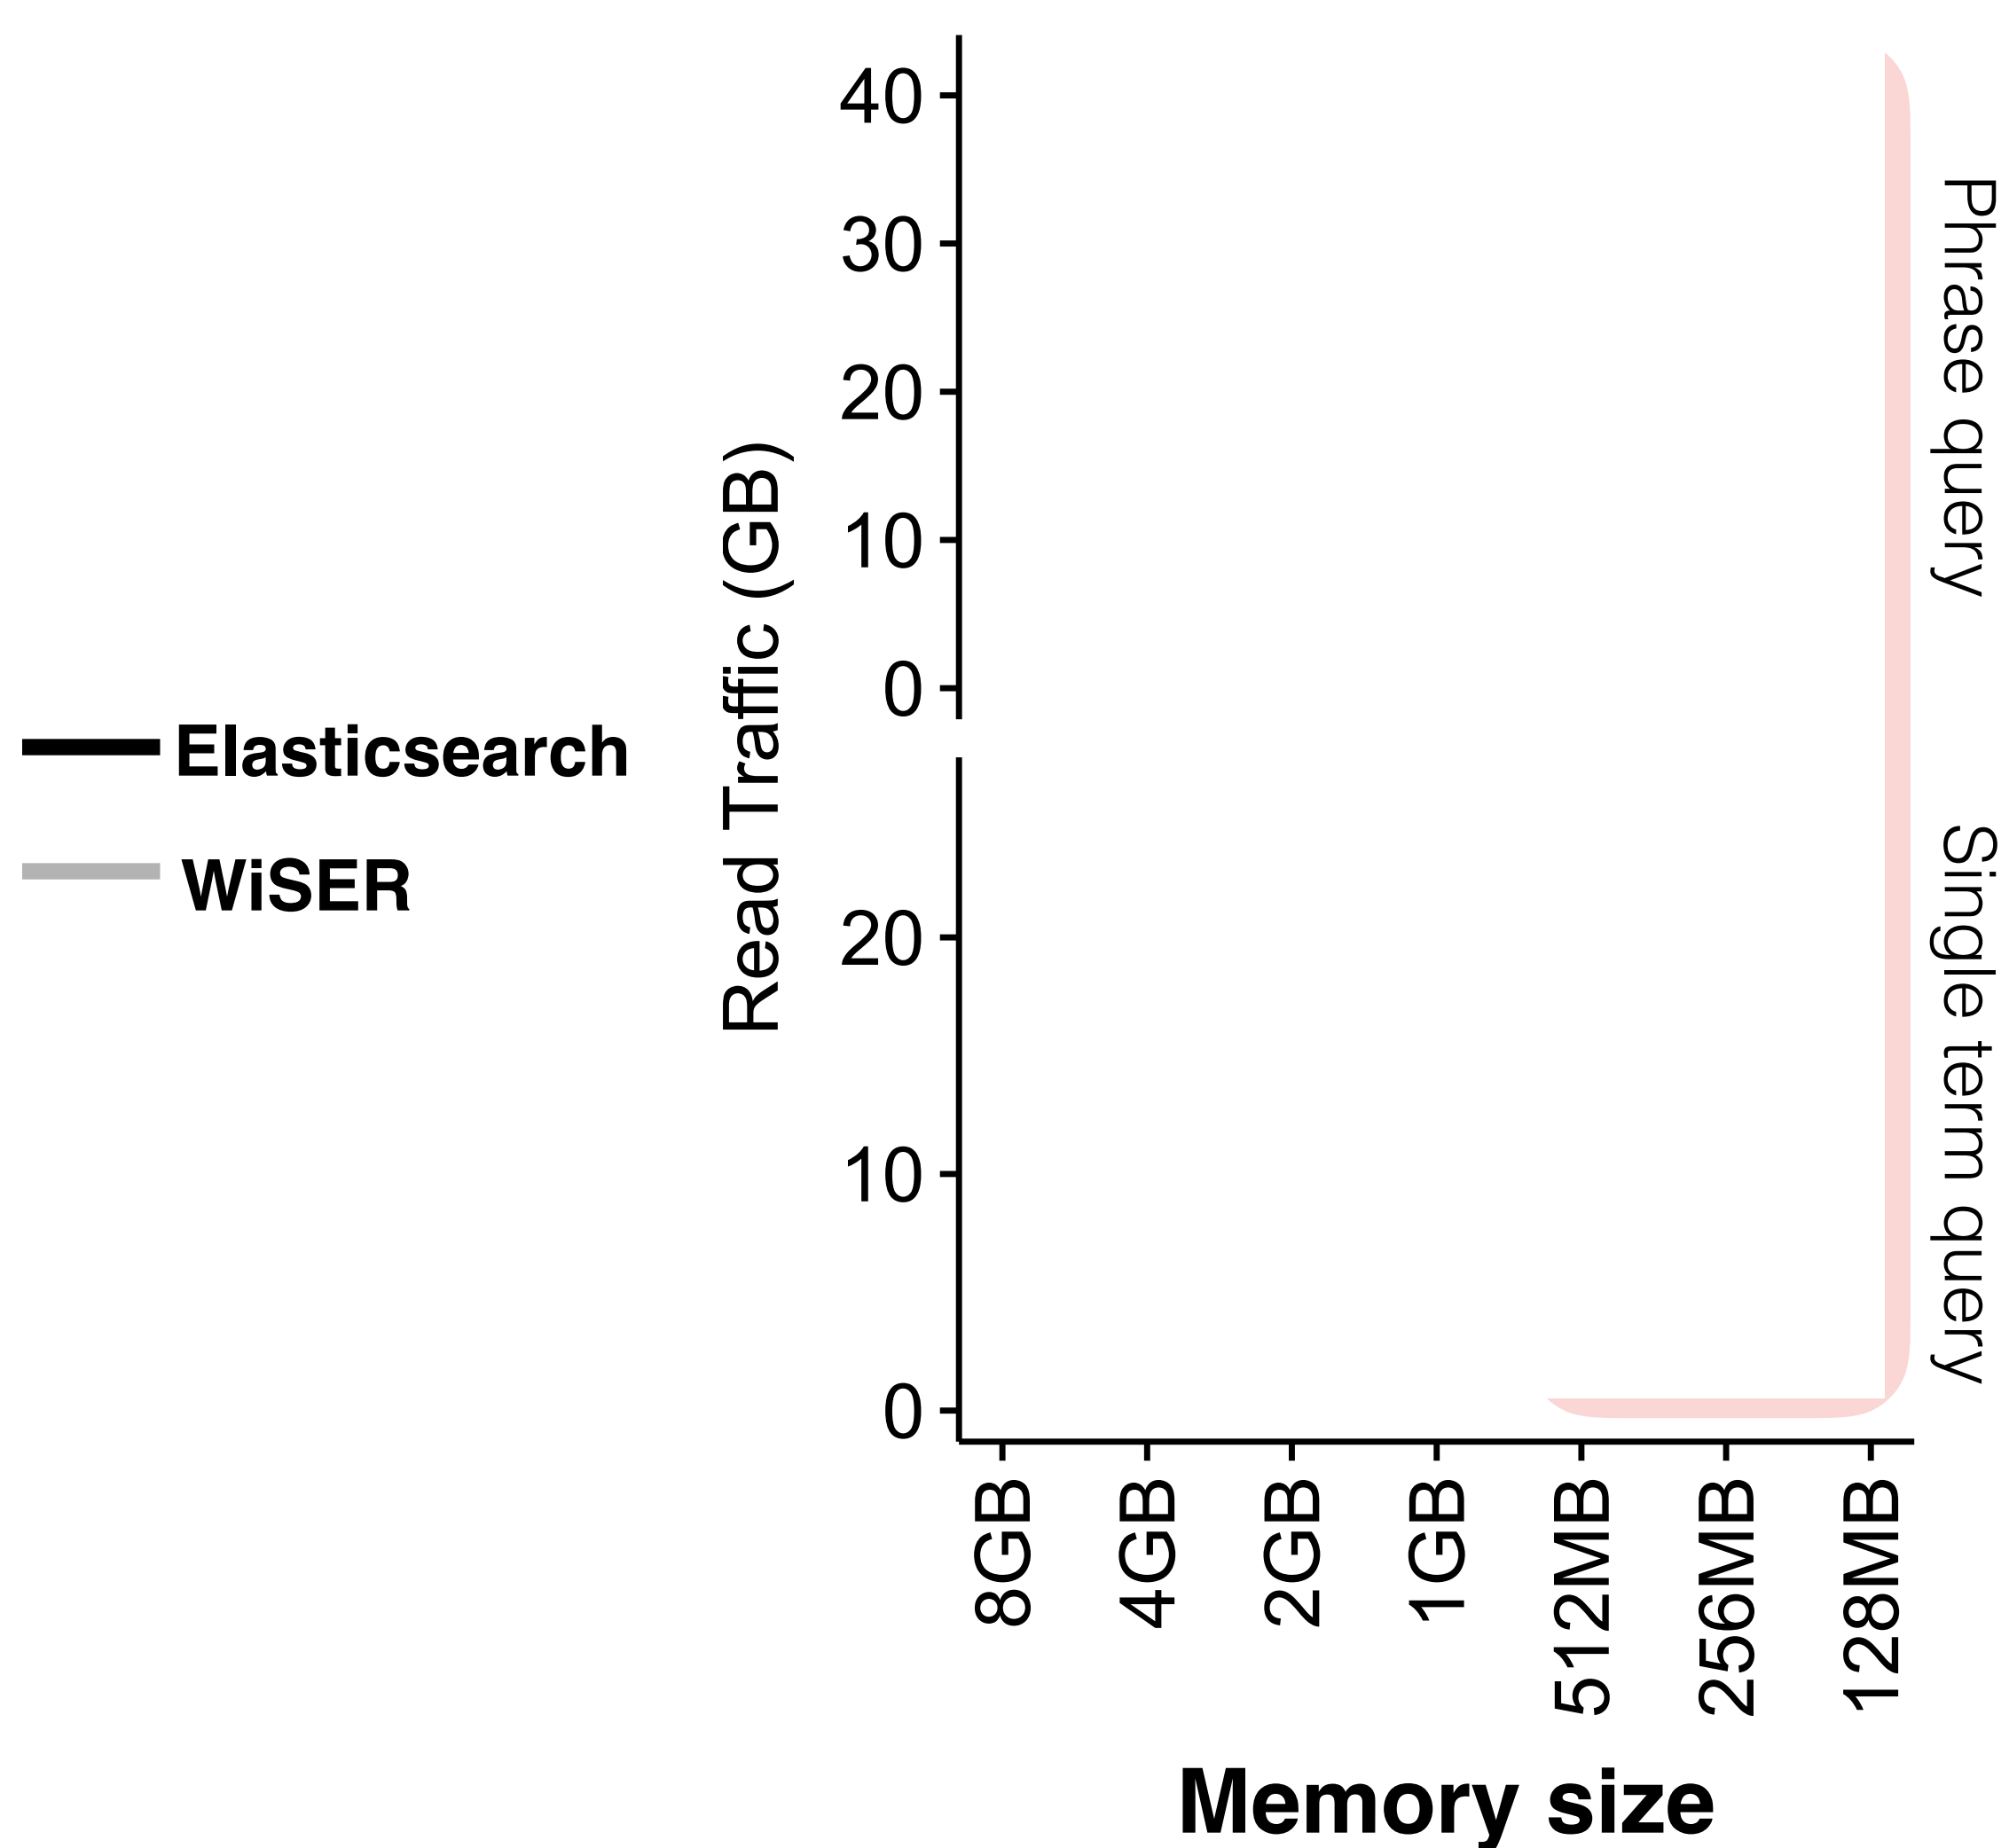 Elasticsearch
WiSER
Read Traffic (GB)
40
30
20
10
0
Phrase query
20
10
0
Single term query
8GB
4GB
2GB
1GB
512MB
256MB
128MB
Memory size